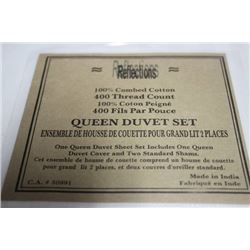 Reflections
100% Combed Cotton
400 Thread Count
100% Coton Peigné
400 Fils Par Pouce
QUEEN DUVET SET
ENSEMBLE DE HOUSSE DE COUETTE POUR GRAND LIT 2 PLACES
One Queen Duvet Sheet Set Includes One Queen
Duvet Cover and Two Standard Shams.
Cet ensemble de housse de couette comprend un housse de couette
pour grand lit 2 places, et deux couvres d'oreiller standard.
Made in India
C.A. # 50991
Fabriqué en Inde